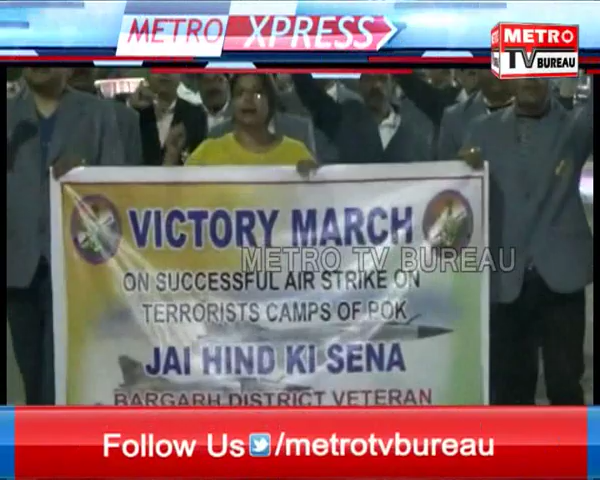 METRO XPRESS
METRO
TV BUREAU
VICTORY MARCH
METRO TV BUREAU
ON SUCCESSFUL AIR STRIKE ON
TERRORISTS CAMPS OF POK
JAI HIND KI SENA
BARGARH DISTRICT VETERAN
Follow Us /metrotvbureau